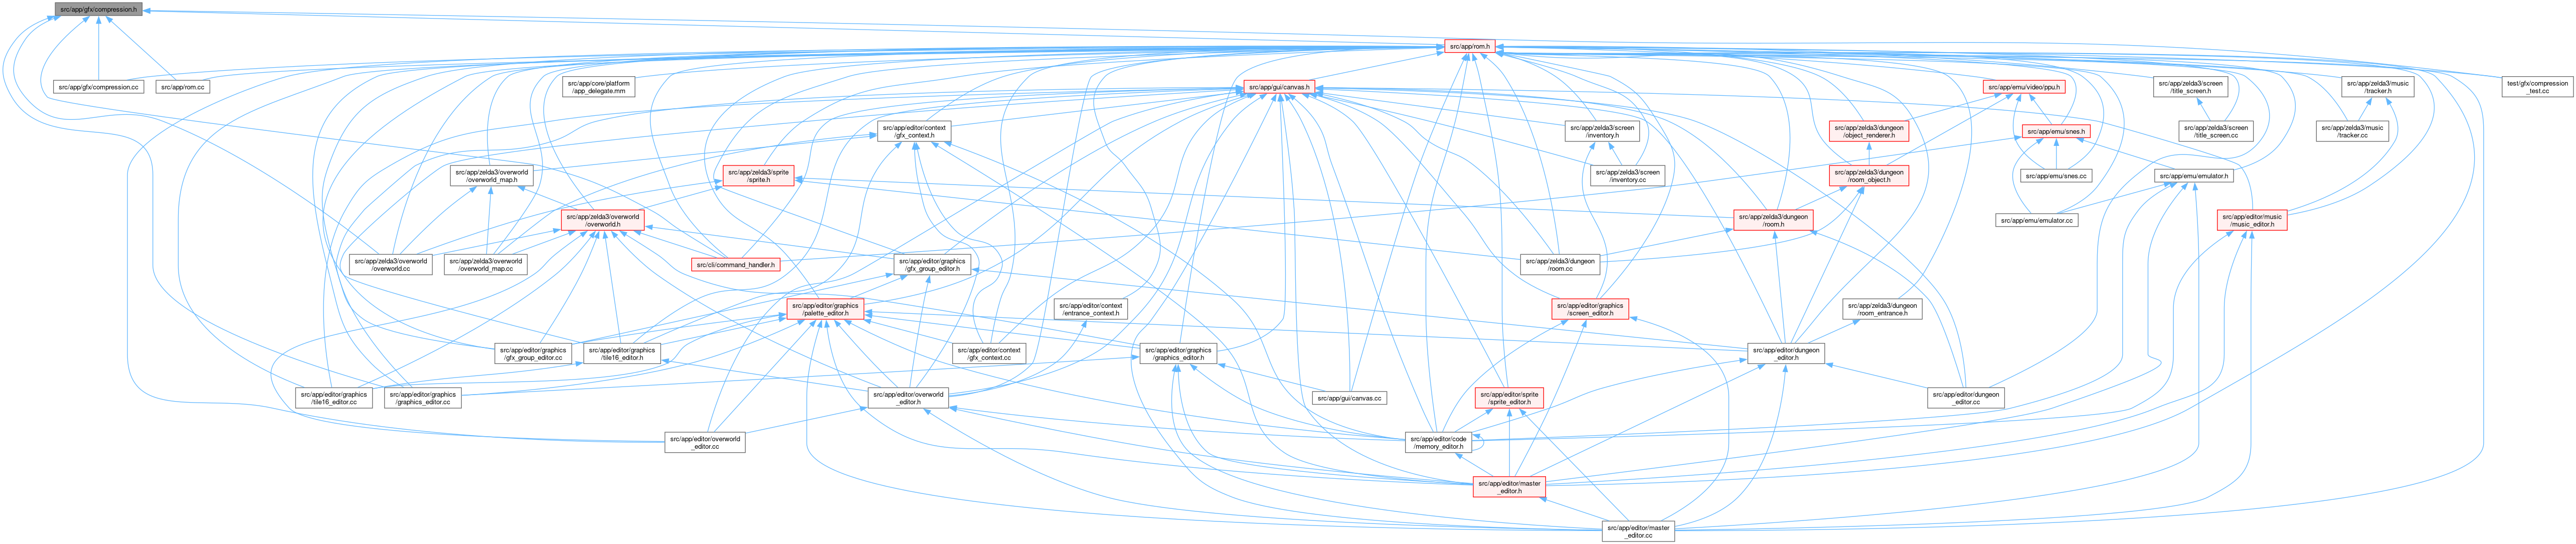 src/app/gfx/compression.h
src/app/rom.h
src/app/gfx/compression.cc
src/app/rom.cc
src/app/core/platform
/app_delegate.mm
src/app/gui/canvas.h
src/app/emu/video/ppu.h
src/app/zelda3/screen
/title_screen.h
src/app/zelda3/music
/tracker.h
test/gfx/compression
_test.cc
src/app/editor/context
/gfx_context.h
src/app/zelda3/screen
/inventory.h
src/app/zelda3/dungeon
/object_renderer.h
src/app/emu/snes.h
src/app/zelda3/screen
/title_screen.cc
src/app/zelda3/music
/tracker.cc
src/app/zelda3/overworld
/overworld_map.h
src/app/zelda3/sprite
/sprite.h
src/app/zelda3/screen
/inventory.cc
src/app/zelda3/dungeon
/room_object.h
src/app/emu/snes.cc
src/app/emu/emulator.h
src/app/zelda3/overworld
/overworld.h
src/app/zelda3/dungeon
/room.h
src/app/emu/emulator.cc
src/app/editor/music
/music_editor.h
src/app/zelda3/overworld
/overworld.cc
src/app/zelda3/overworld
/overworld_map.cc
src/cli/command_handler.h
src/app/editor/graphics
/gfx_group_editor.h
src/app/zelda3/dungeon
/room.cc
src/app/editor/graphics
/palette_editor.h
src/app/editor/context
/entrance_context.h
src/app/editor/graphics
/screen_editor.h
src/app/zelda3/dungeon
/room_entrance.h
src/app/editor/graphics
/gfx_group_editor.cc
src/app/editor/graphics
/tile16_editor.h
src/app/editor/context
/gfx_context.cc
src/app/editor/graphics
/graphics_editor.h
src/app/editor/dungeon
_editor.h
src/app/editor/graphics
/tile16_editor.cc
src/app/editor/graphics
/graphics_editor.cc
src/app/editor/overworld
_editor.h
src/app/gui/canvas.cc
src/app/editor/sprite
/sprite_editor.h
src/app/editor/dungeon
_editor.cc
src/app/editor/overworld
_editor.cc
src/app/editor/code
/memory_editor.h
src/app/editor/master
_editor.h
src/app/editor/master
_editor.cc